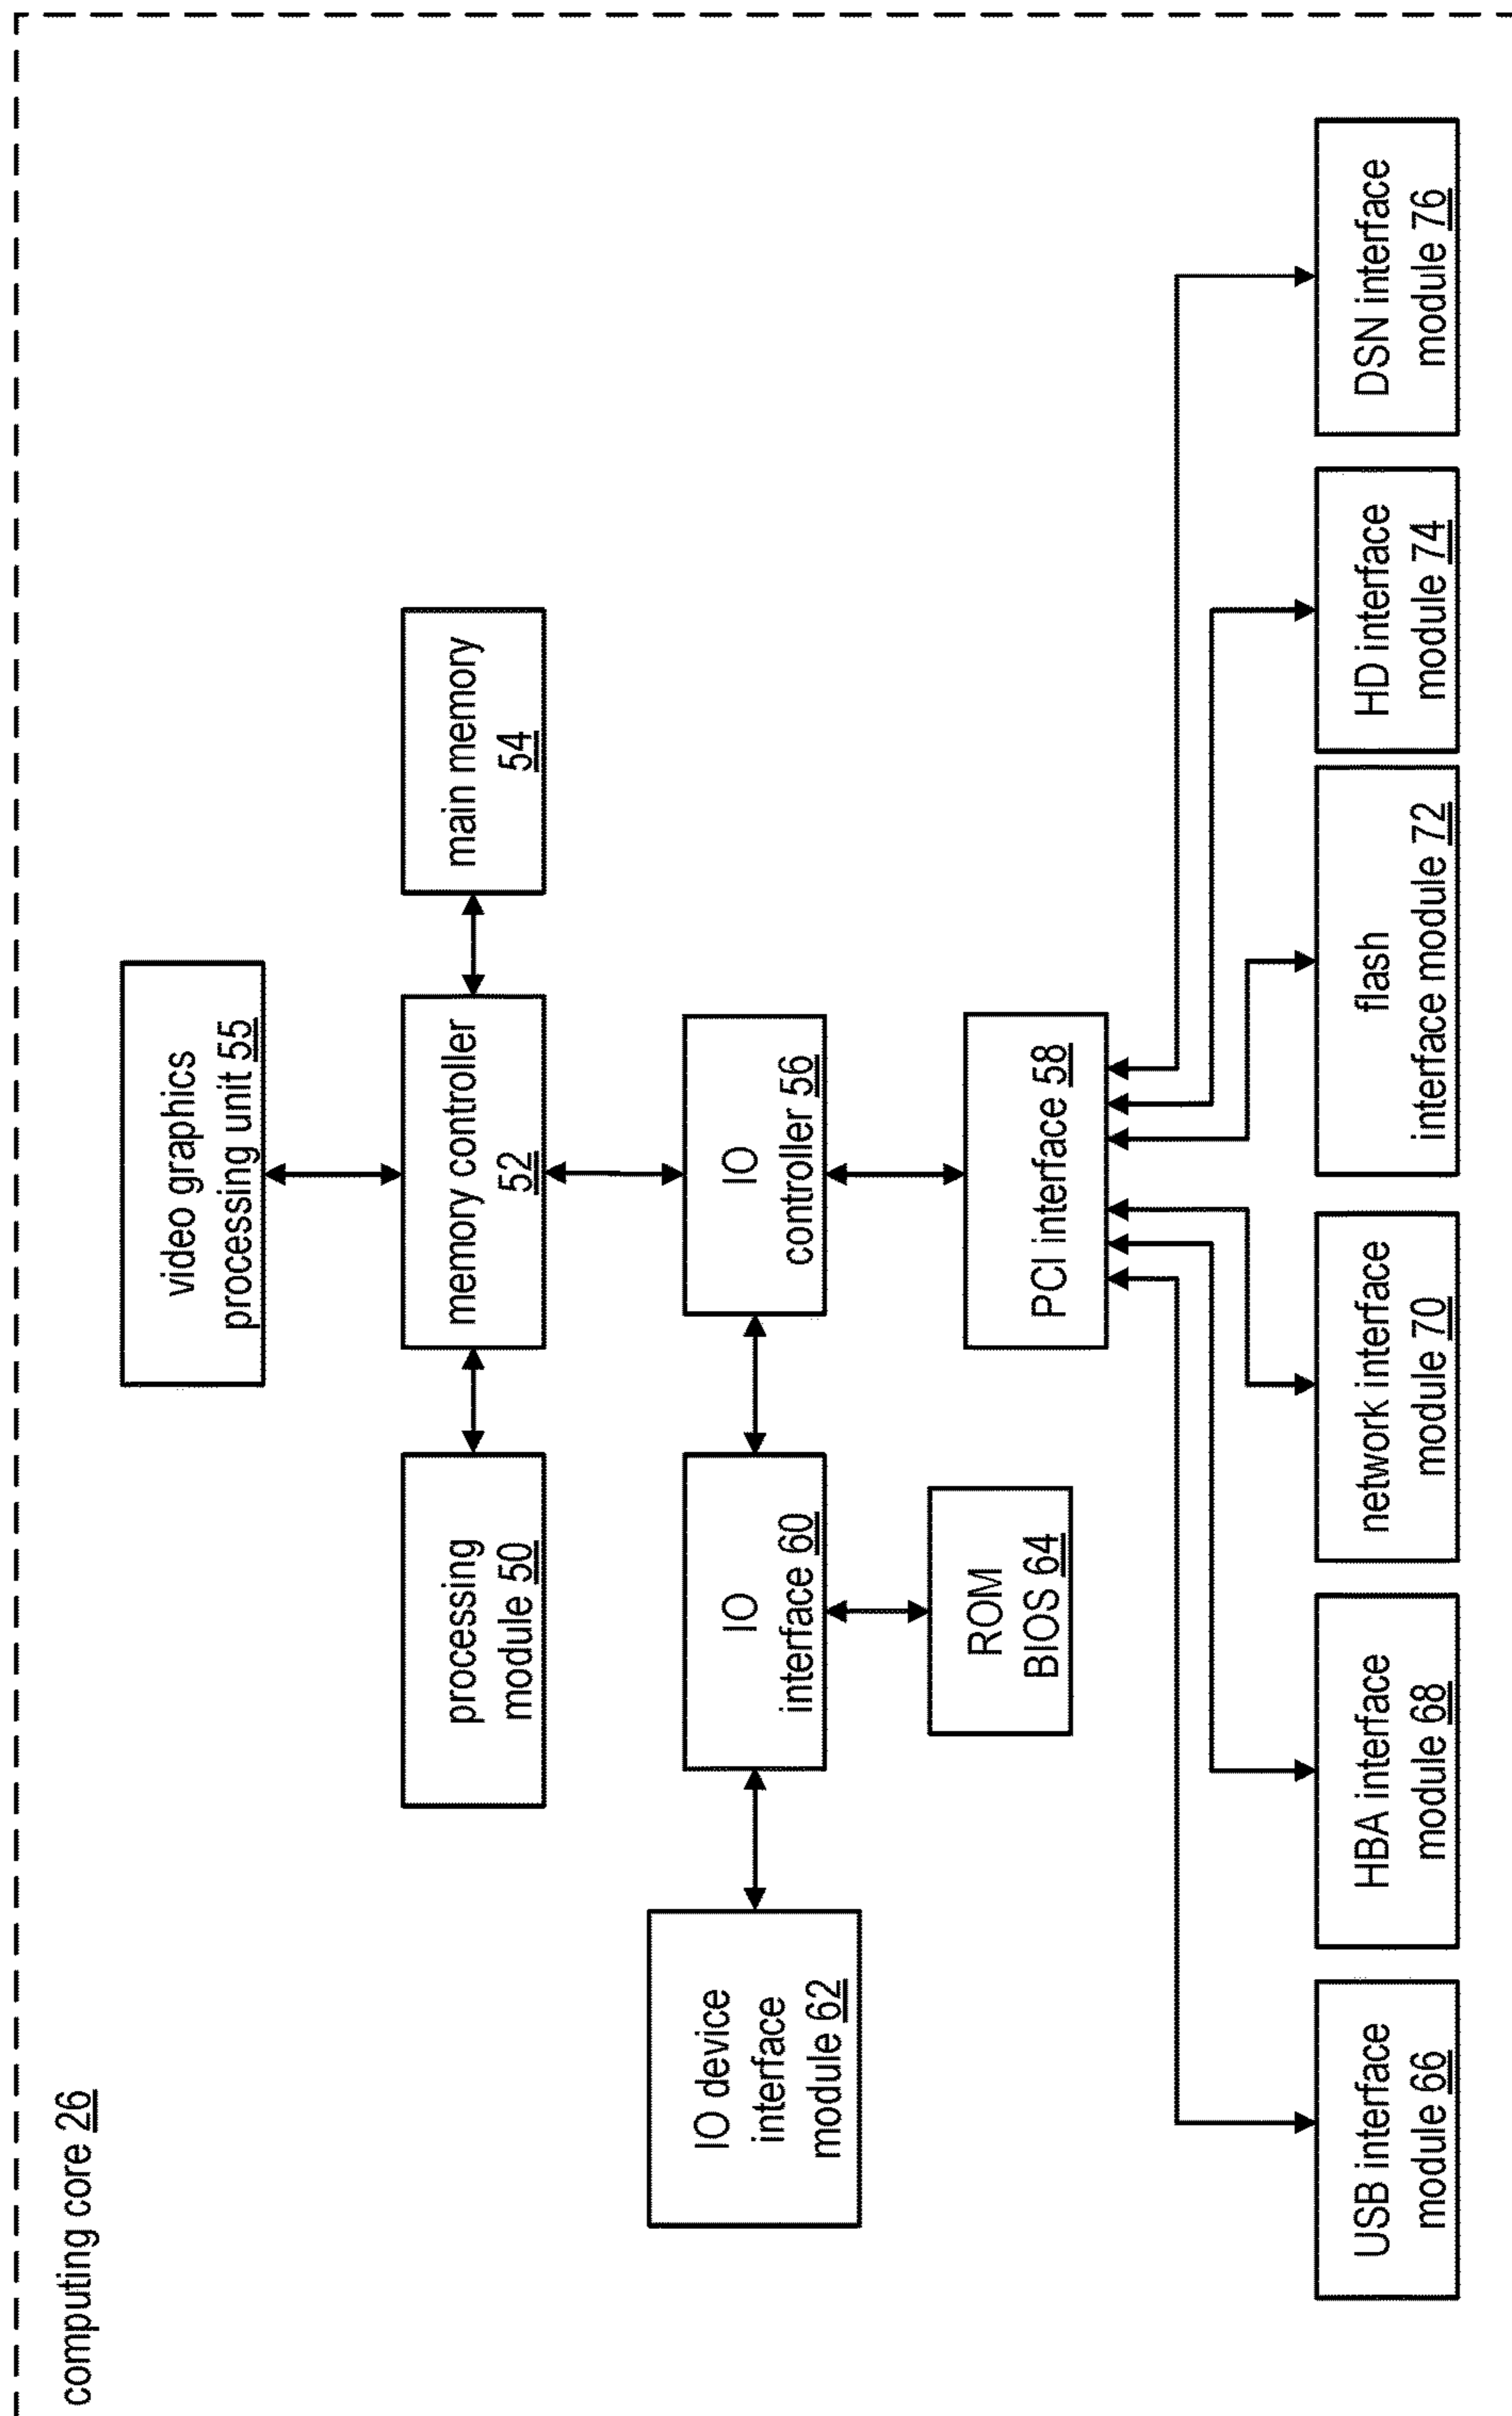 computing core 26
video graphics
processing unit 55
processing
module 50
memory controller
52
main memory
54
IO device
interface
module 62
IO
interface 60
IO
controller 56
ROM
BIOS 64
PCI interface 58
USB interface
module 66
HBA interface
module 68
network interface
module 70
flash
interface module 72
HD interface
module 74
DSN interface
module 76